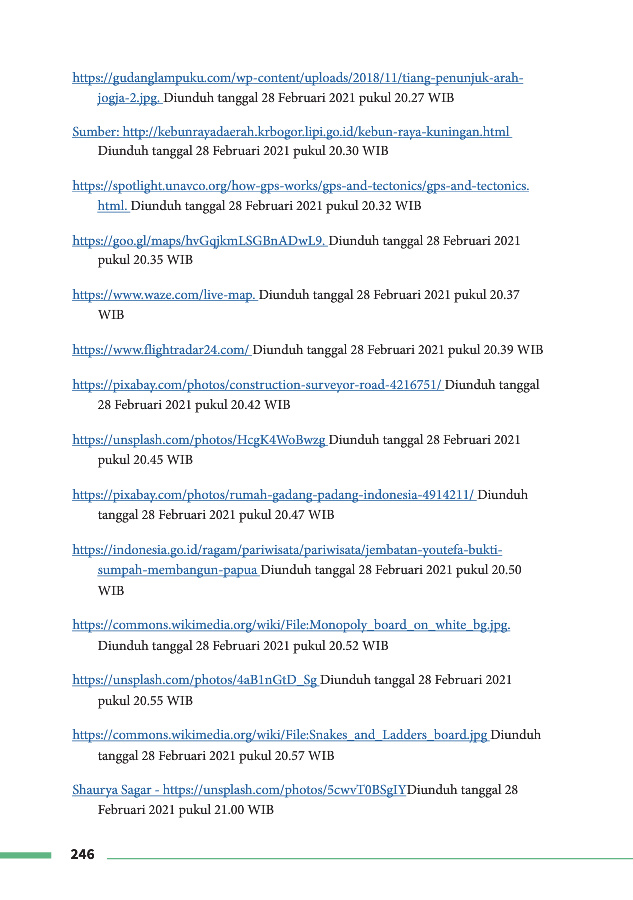 https://gudanglampuku.com/wp-content/uploads/2018/11/tiang-penunjuk-arah-
jogja-2.jpg. Diunduh tanggal 28 Februari 2021 pukul 20.27 WIB
Sumber: http://kebunrayadaerah.krbogor.lipi.go.id/kebun-raya-kuningan.html
Diunduh tanggal 28 Februari 2021 pukul 20.30 WIB
https://spotlight.unavco.org/how-gps-works/gps-and-tectonics/gps-and-tectonics.
html. Diunduh tanggal 28 Februari 2021 pukul 20.32 WIB
https://goo.gl/maps/hvGqjkmLSGBnADwL9. Diunduh tanggal 28 Februari 2021
pukul 20.35 WIB
https://www.waze.com/live-map. Diunduh tanggal 28 Februari 2021 pukul 20.37
WIB
https://www.flightradar24.com/ Diunduh tanggal 28 Februari 2021 pukul 20.39 WIB
https://pixabay.com/photos/construction-surveyor-road-4216751/ Diunduh tanggal
28 Februari 2021 pukul 20.42 WIB
https://unsplash.com/photos/HcgK4WoBwzg Diunduh tanggal 28 Februari 2021
pukul 20.45 WIB
https://pixabay.com/photos/rumah-gadang-padang-indonesia-4914211/ Diunduh
tanggal 28 Februari 2021 pukul 20.47 WIB
https://indonesia.go.id/ragam/pariwisata/pariwisata/jembatan-youtefa-bukti-
sumpah-membangun-papua Diunduh tanggal 28 Februari 2021 pukul 20.50
WIB
https://commons.wikimedia.org/wiki/File:Monopoly_board_on_white_bg.jpg.
Diunduh tanggal 28 Februari 2021 pukul 20.52 WIB
https://unsplash.com/photos/4aB1nGtD_Sg Diunduh tanggal 28 Februari 2021
pukul 20.55 WIB
https://commons.wikimedia.org/wiki/File:Snakes_and_Ladders_board.jpg Diunduh
tanggal 28 Februari 2021 pukul 20.57 WIB
Shaurya Sagar - https://unsplash.com/photos/5cwvT0BSgIYDiunduh tanggal 28
Februari 2021 pukul 21.00 WIB
246